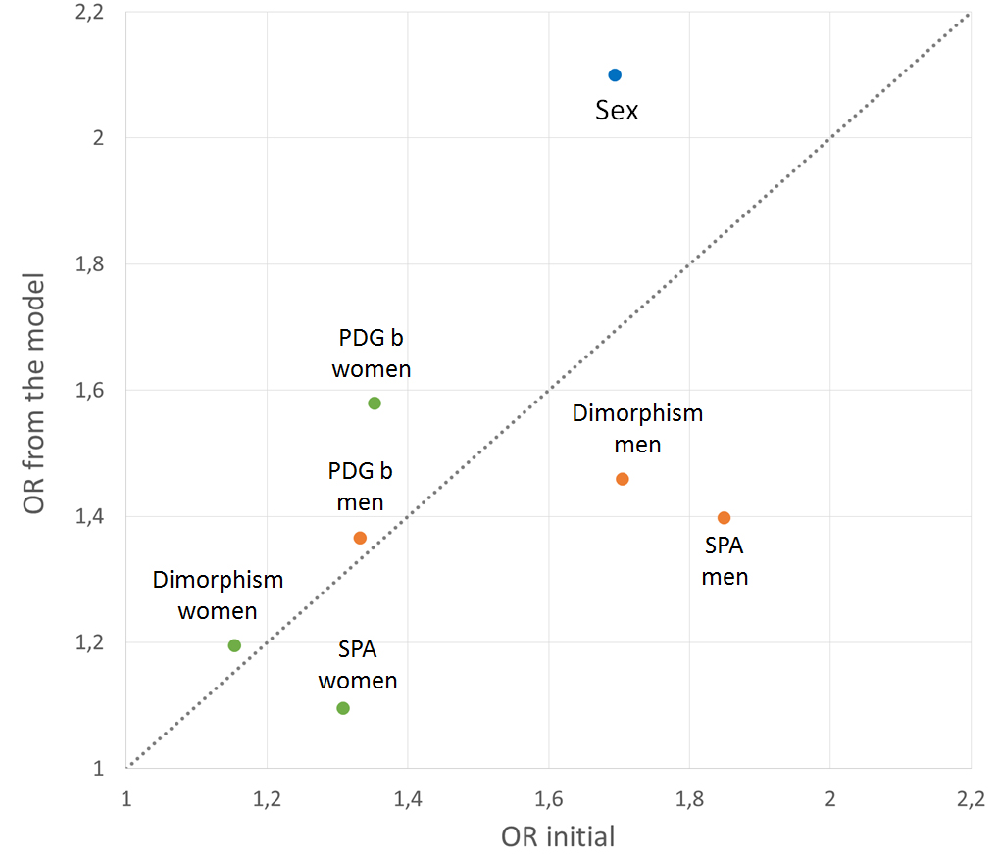 2,2
2
1,8
1,6
1,4
1,2
1
OR from the model
Sex
PDG b
women
Dimorphism
men
PDG b
men
SPA
men
Dimorphism
women
SPA
women
1
1,2
1,4
1,6
1,8
2
2,2
OR initial